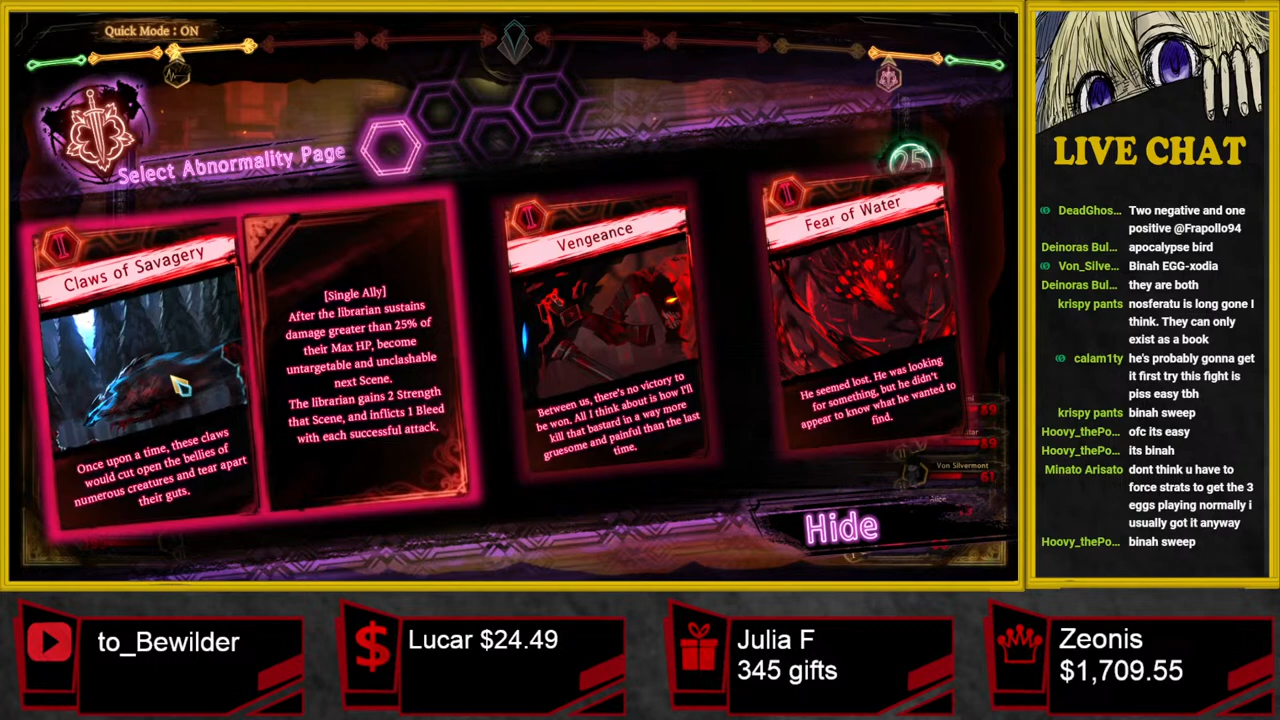 Quick Mode : ON
Select Abnormality Page
25
I
Claws of Savagery
Once upon a time, these claws
would cut open the bellies of
numerous creatures and tear apart
their guts.
[Single Ally]
After the librarian sustains
damage greater than 25% of
their Max HP, become
untargetable and unclashable
next Scene.
The librarian gains 2 Strength
that Scene, and inflicts 1 Bleed
with each successful attack.
I
Vengeance
Between us, there's no victory to
be won. All I think about is how I'll
kill that bastard in a way more
gruesome and painful than the last
time.
I
Fear of Water
He seemed lost. He was looking
for something, but he didn't
appear to know what he wanted to
find.
89
89
Von Silvermont
61
Hide
LIVE CHAT
DeadGhos... Two negative and one
positive @Frapollo94
Deinoras Bul... apocalypse bird
Von_Silve... Binah EGG-xodia
Deinoras Bul... they are both
krispy pants nosferatu is long gone I
think. They can only
exist as a book
calam1ty he's probably gonna get
it first try this fight is
piss easy tbh
krispy pants binah sweep
Hoovy_thePo... ofc its easy
Hoovy_thePo... its binah
Minato Arisato dont think u have to
force strats to get the 3
eggs playing normally i
usually got it anyway
Hoovy_thePo... binah sweep
to_Bewilder
$ Lucar $24.49
Julia F
345 gifts
Zeonis
$1,709.55